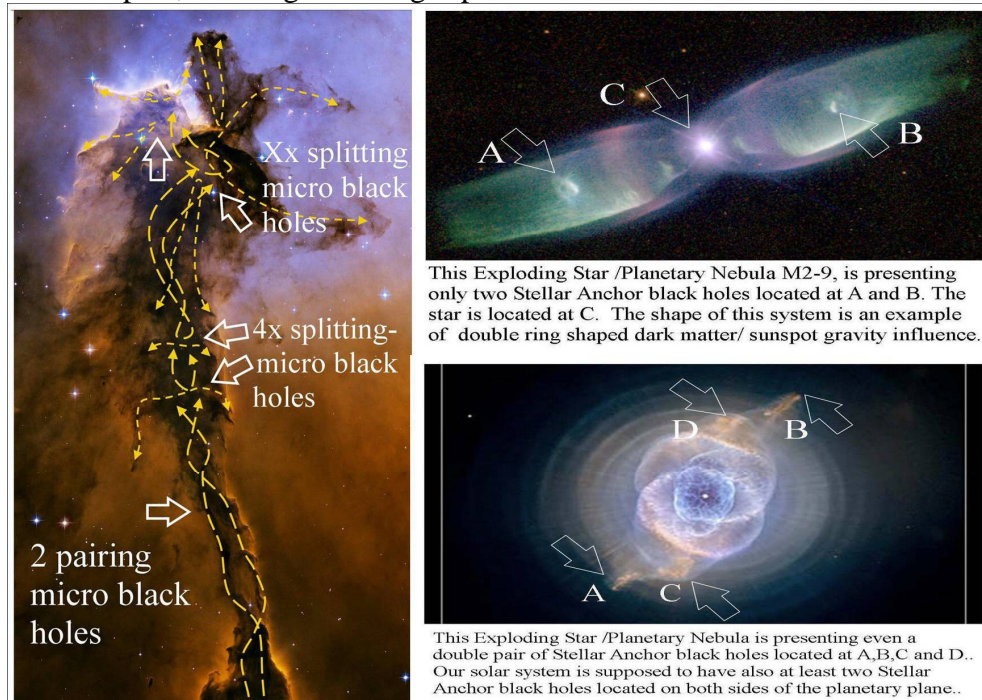 Xx splitting
micro black
holes
4x splitting-
micro black
holes
2 pairing
micro black
holes
A
C
B
This Exploding Star /Planetary Nebula M2-9, is presenting
only two Stellar Anchor black holes located at A and B. The
star is located at C. The shape of this system is an example
of double ring shaped dark matter/ sunspot gravity influence.
D
B
A
C
This Exploding Star /Planetary Nebula is presenting even a
double pair of Stellar Anchor black holes located at A,B,C and D..
Our solar system is supposed to have also at least two Stellar
Anchor black holes located on both sides of the planetary plane..